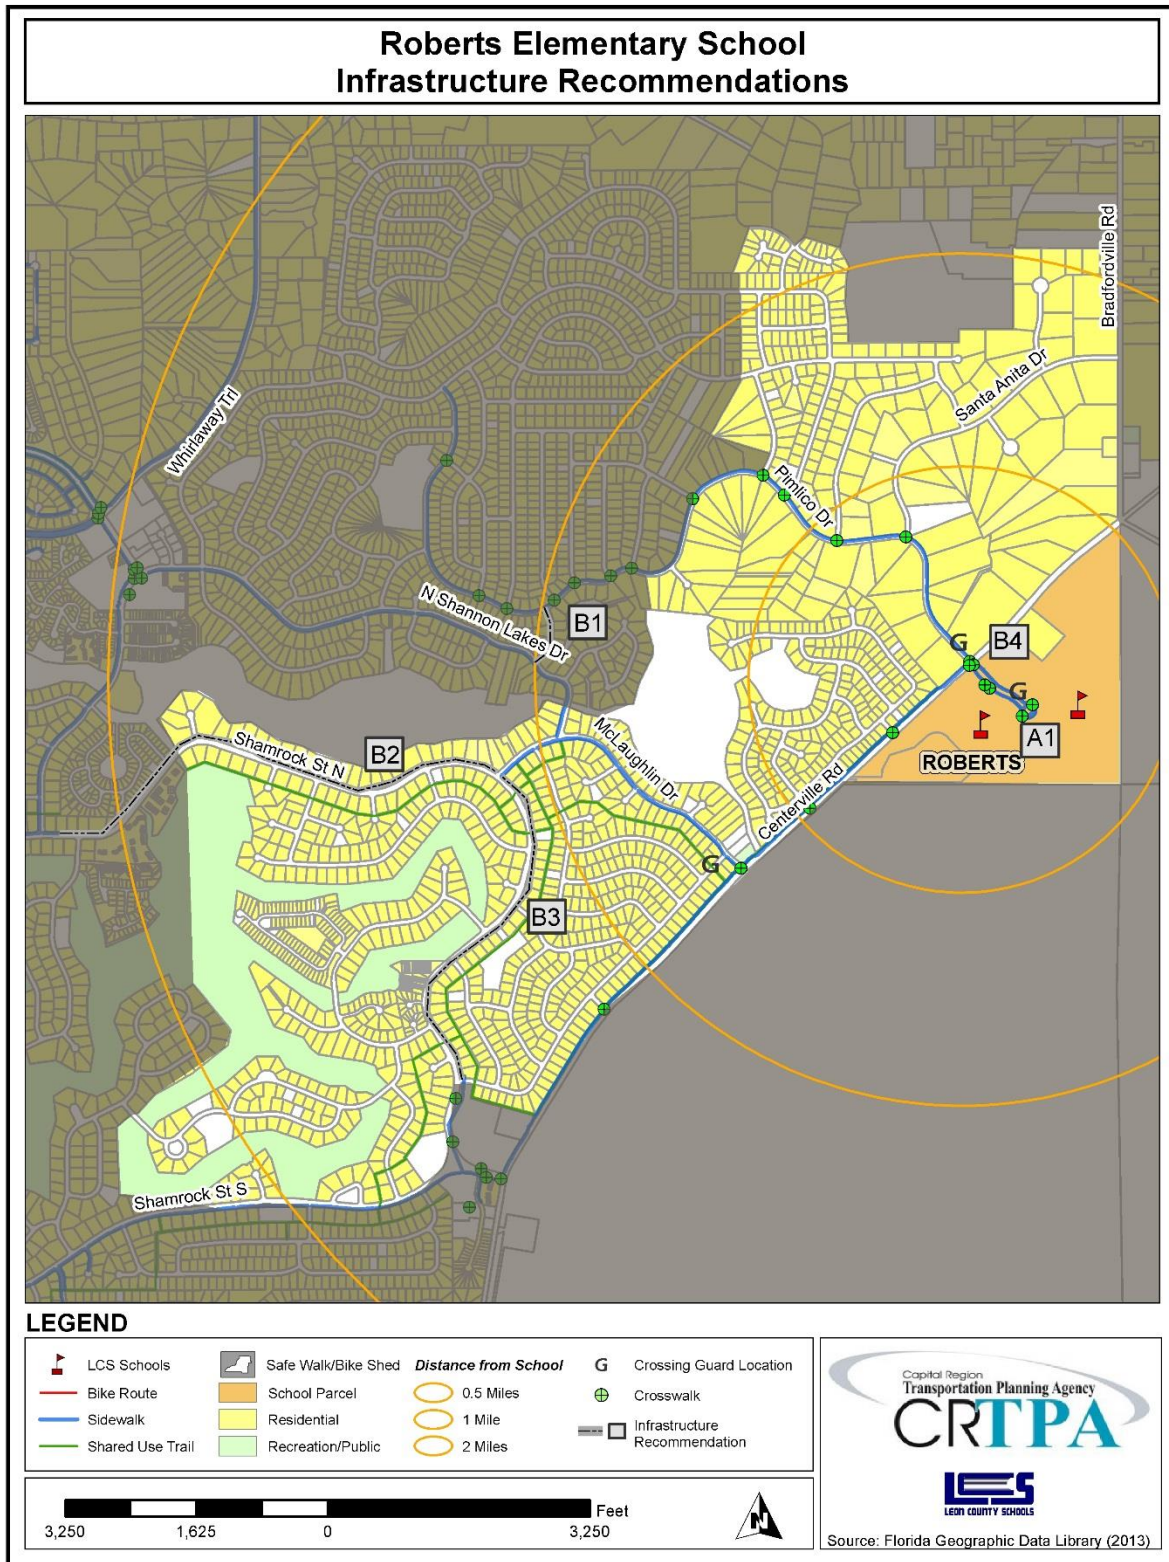 Roberts Elementary School
Infrastructure Recommendations
Bradfordville Rd
Whirlaway Trl
Santa Anita Dr
Pimlico Dr
N Shannon Lakes Dr
B1
G
B4
G
McLaughlin Dr
Shamrock St N
B2
A1
ROBERTS
Centerville Rd
G
B3
Shamrock St S
LEGEND
LCS Schools
Bike Route
Sidewalk
Shared Use Trail
Safe Walk/Bike Shed
School Parcel
Residential
Recreation/Public
Distance from School
0.5 Miles
1 Mile
2 Miles
G Crossing Guard Location
Crosswalk
Infrastructure
Recommendation
Feet
3,250 1,625 0 3,250
N
Capital Region
Transportation Planning Agency
CRTPA
LCS
LEON COUNTY SCHOOLS
Source: Florida Geographic Data Library (2013)